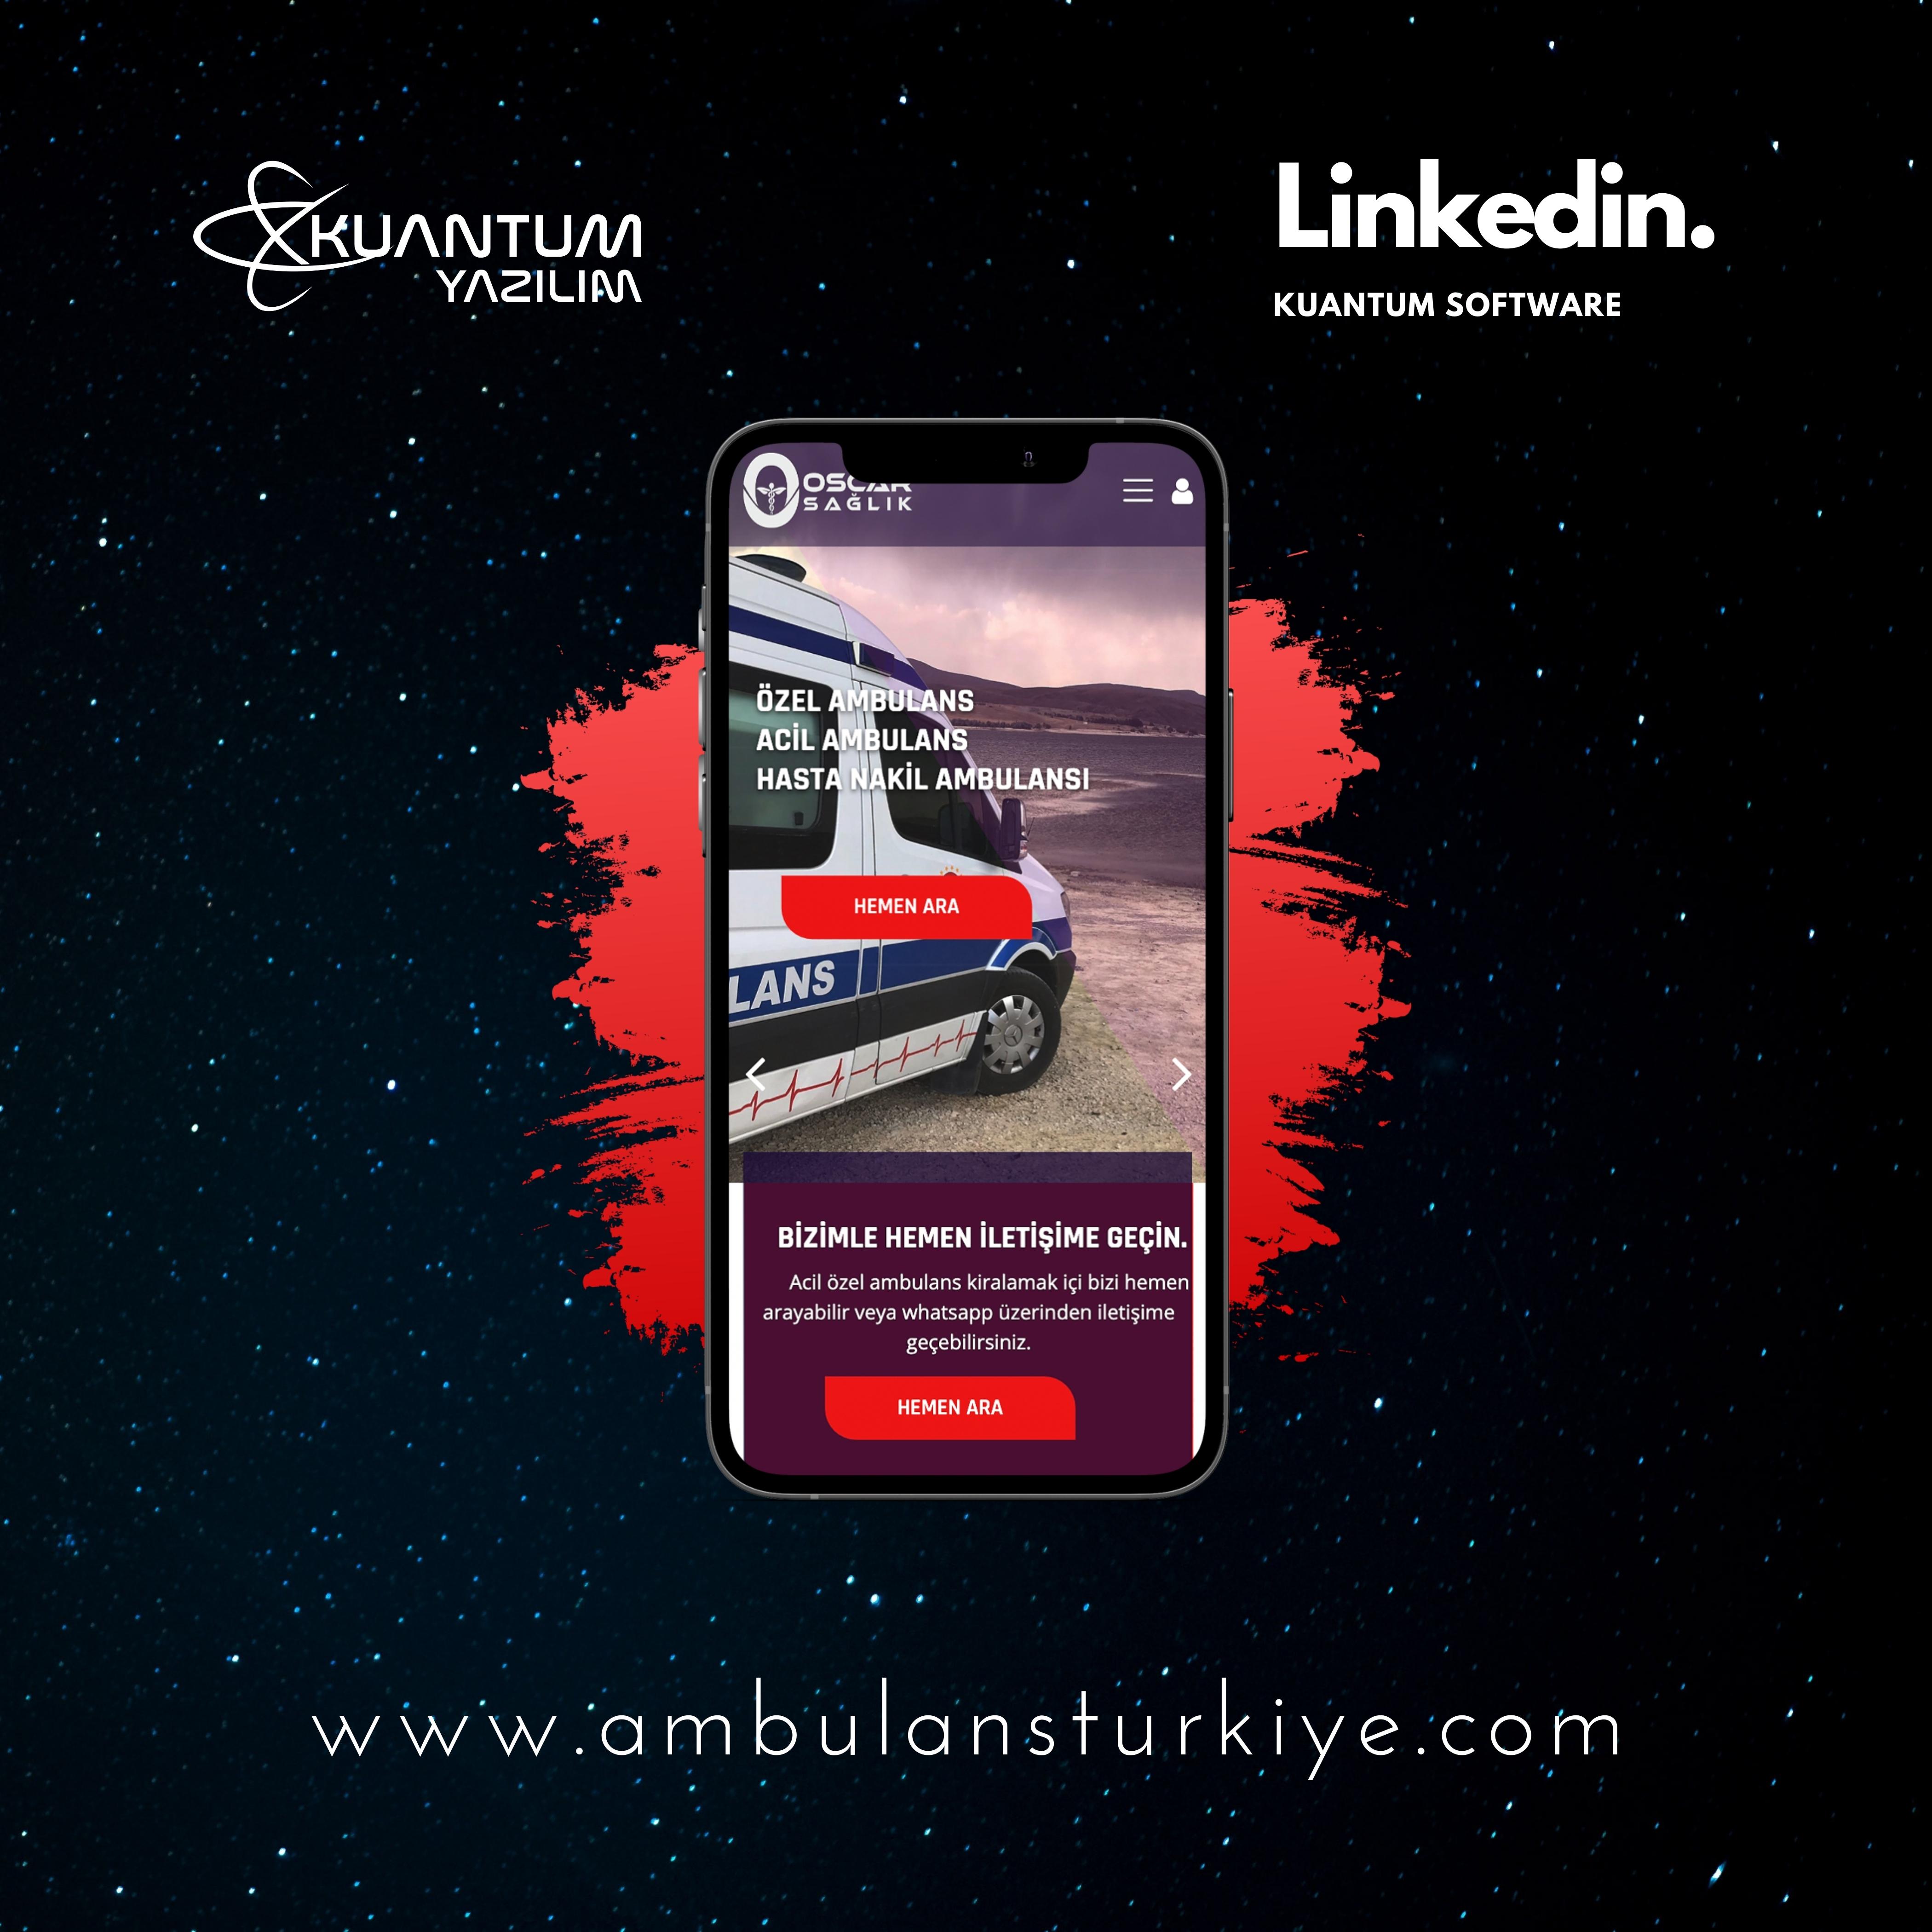 KUANTUM
YAZILIM
Linkedin.
KUANTUM SOFTWARE
OSCAR
SAĞLIK
ÖZEL AMBULANS
ACİL AMBULANS
HASTA NAKİL AMBULANSI
HEMEN ARA
LANS
BİZİMLE HEMEN İLETİŞİME GEÇİN.
Acil özel ambulans kiralamak içi bizi hemen
arayabilir veya whatsapp üzerinden iletişime
geçebilirsiniz.
HEMEN ARA
www.ambulansturkiye.com